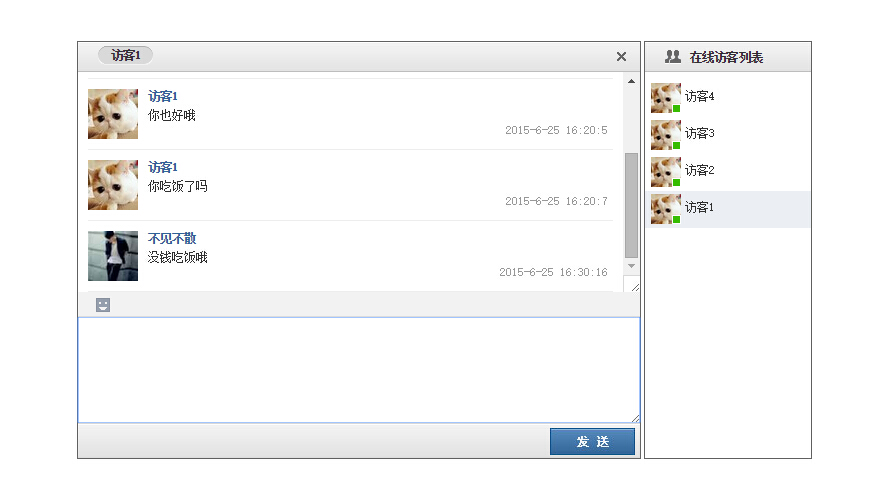 访客1
访客1
你也好哦
2015-6-25 16:20:5
访客1
你吃饭了吗
2015-6-25 16:20:7
不见不散
没钱吃饭哦
2015-6-25 16:30:16
发 送
在线访客列表
访客4
访客3
访客2
访客1